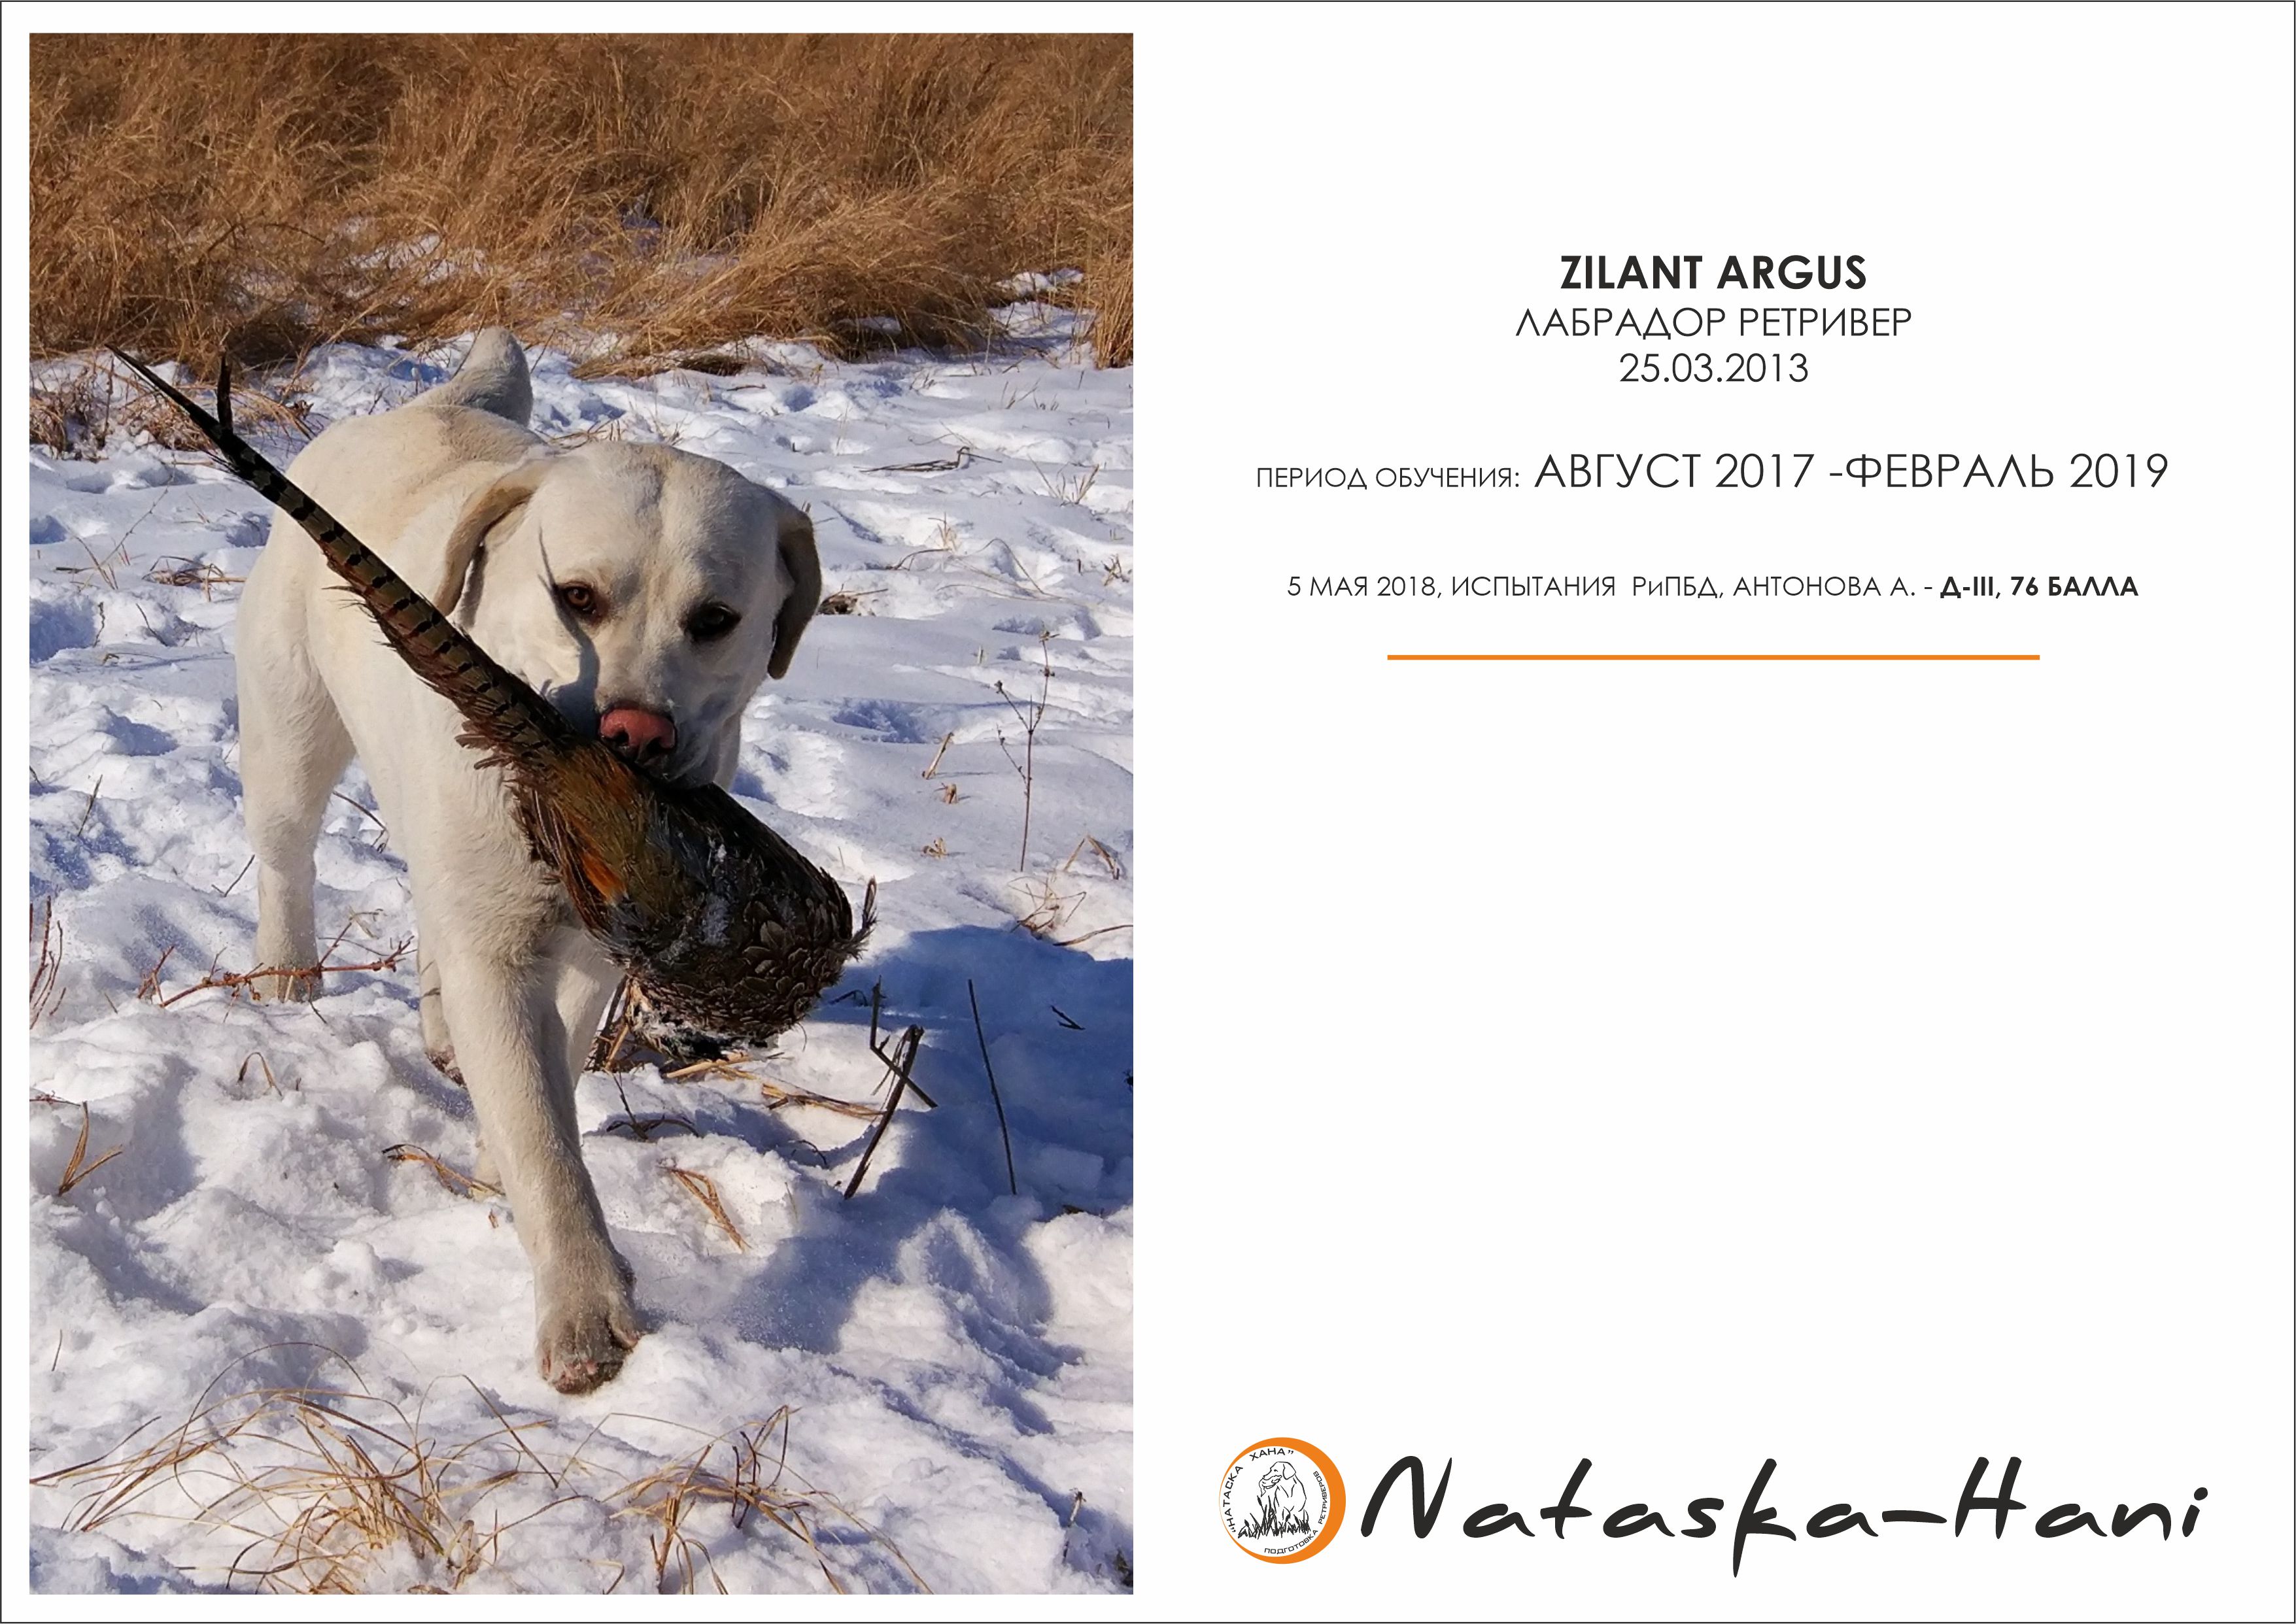 ZILANT ARGUS
ЛАБРАДОР РЕТРИВЕР
25.03.2013
ПЕРИОД ОБУЧЕНИЯ: АВГУСТ 2017 -ФЕВРАЛЬ 2019
5 МАЯ 2018, ИСПЫТАНИЯ РиПБД, АНТОНОВА А. - Д-III, 76 БАЛЛА
"НАТАСКА ХАНА"
ПОДГОТОВКА РЕТРИВЕРОВ
Nataska-Hani